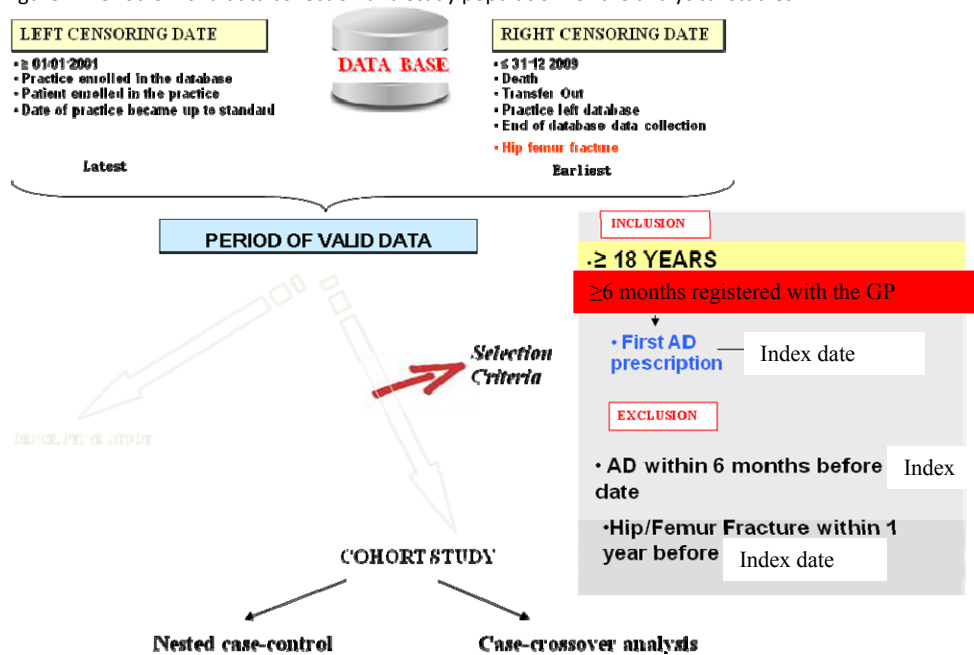 LEFT CENSORING DATE
▪≥ 01-01-2001
▪ Practice enrolled in the database
▪ Patient enrolled in the practice
▪ Date of practice became up to standard
Latest
DATA BASE
RIGHT CENSORING DATE
▪≤ 31-12 2009
▪ Death
▪ Transfer Out
▪ Practice left database
▪ End of database data collection
▪ Hip femur fracture
Earliest
PERIOD OF VALID DATA
INCLUSION
.≥ 18 YEARS
≥6 months registered with the GP
• First AD
prescription
Index date
EXCLUSION
• AD within 6 months before Index
date
•Hip/Femur Fracture within 1
year before Index date
Selection
Criteria
DESCRIPTIVE STUDY
COHORT STUDY
Nested case-control
Case-crossover analysis